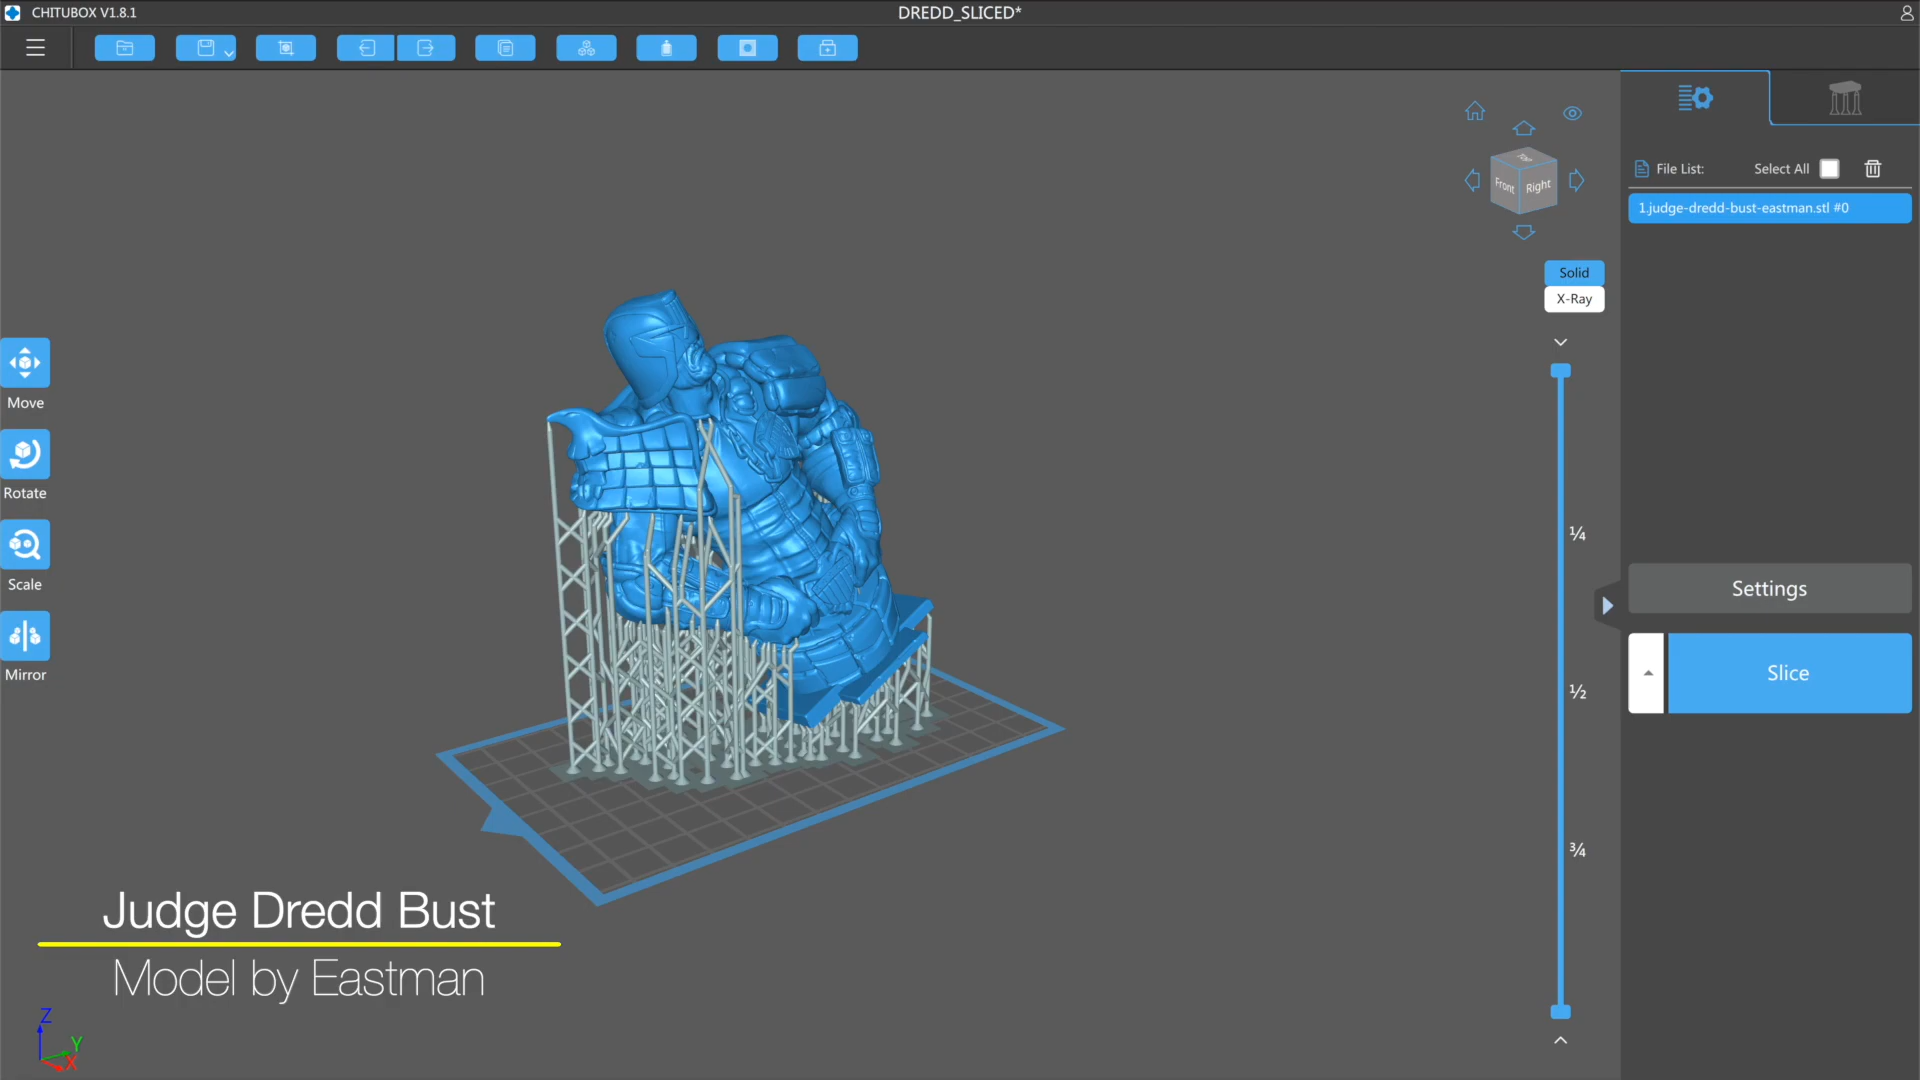 CHITUBOX V1.8.1
DREDD_SLICED*
File List:
Select All
1.judge-dredd-bust-eastman.stl #0
TOP
Front
Right
Solid
X-Ray
Move
Rotate
Scale
Mirror
¼
½
¾
Settings
Slice
Judge Dredd Bust
Model by Eastman
Z
Y
X